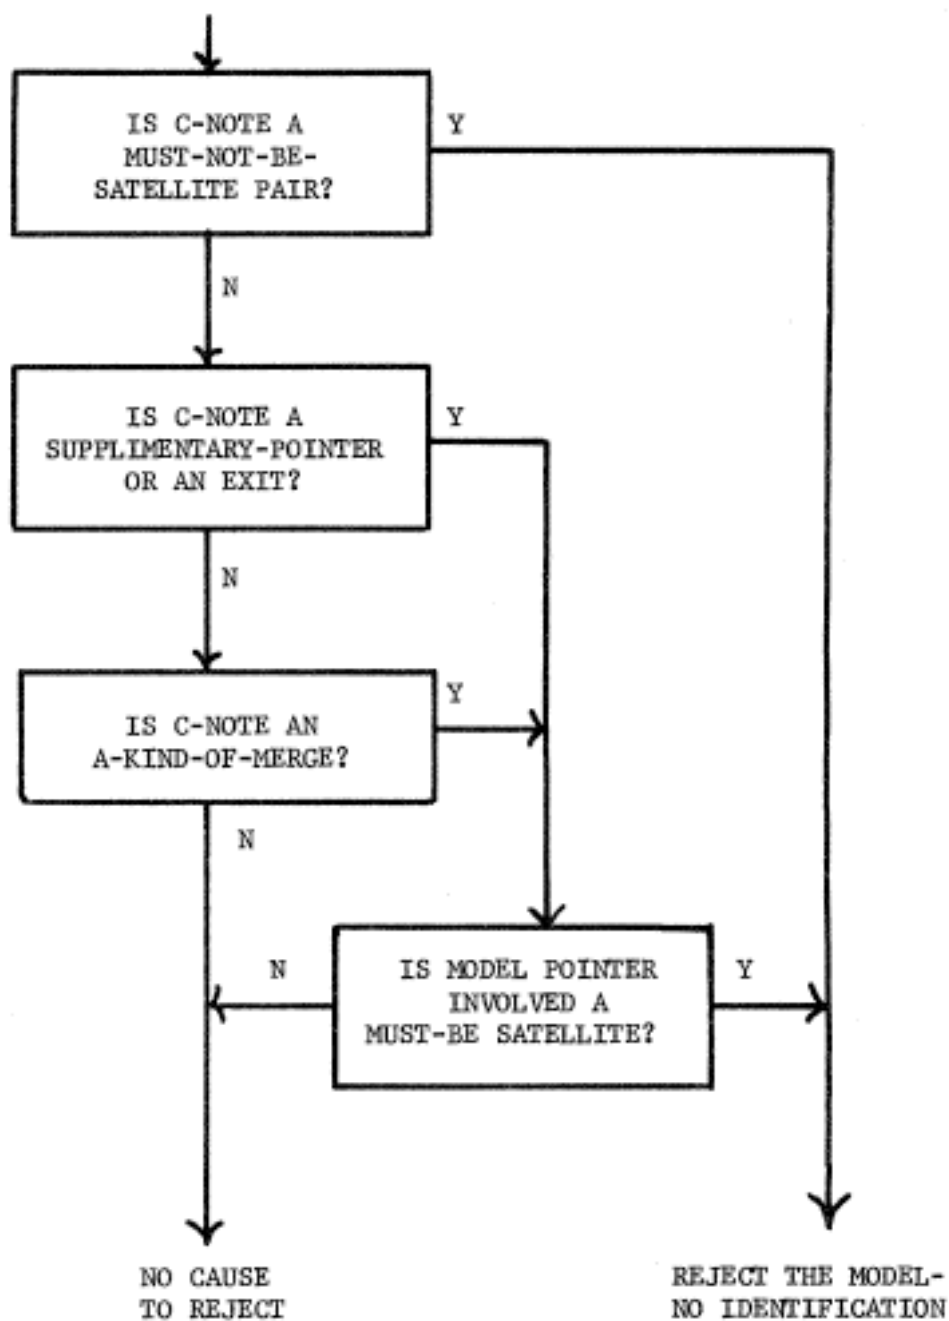 IS C-NOTE A
MUST-NOT-BE-
SATELLITE PAIR?
Y
N
IS C-NOTE A
SUPPLIMENTARY-POINTER
OR AN EXIT?
Y
N
IS C-NOTE AN
A-KIND-OF-MERGE?
Y
N
IS MODEL POINTER
INVOLVED A
MUST-BE SATELLITE?
N
Y
NO CAUSE
TO REJECT
REJECT THE MODEL-
NO IDENTIFICATION